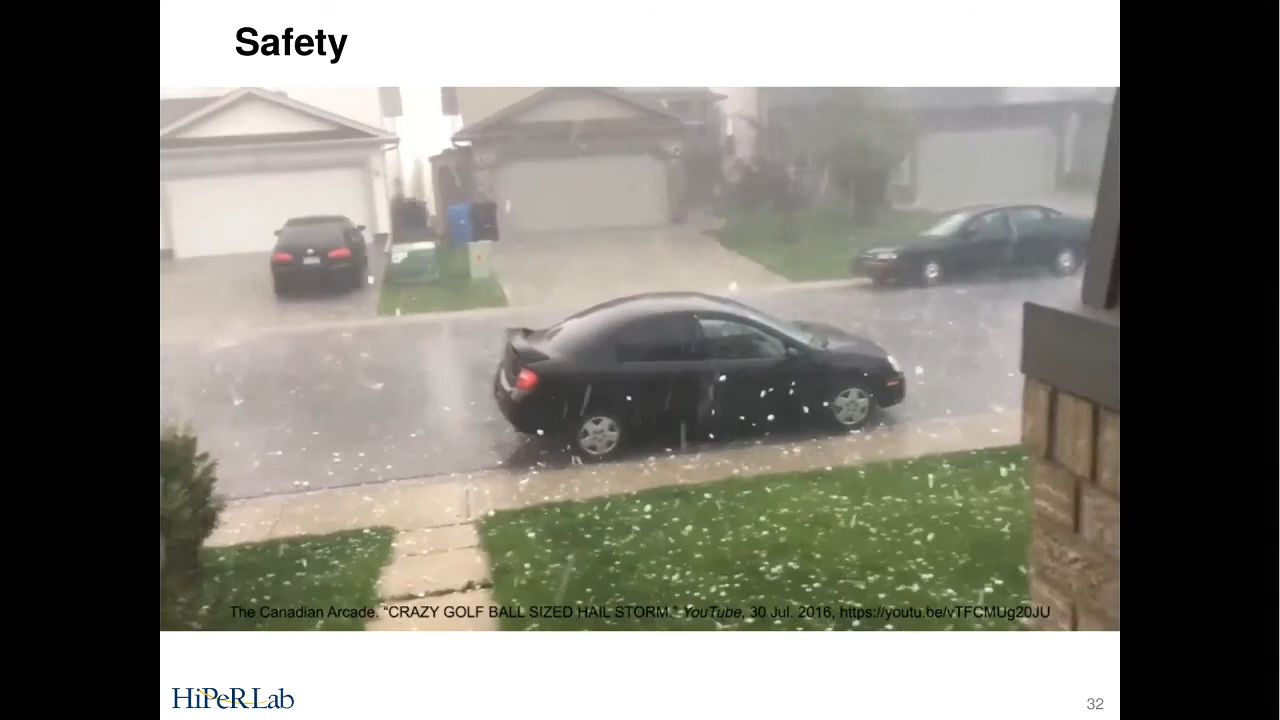 Safety
The Canadian Arcade. “CRAZY GOLF BALL SIZED HAIL STORM.” YouTube, 30 Jul. 2016, https://youtu.be/vTFCMUg20JU
HiPeRLab
32